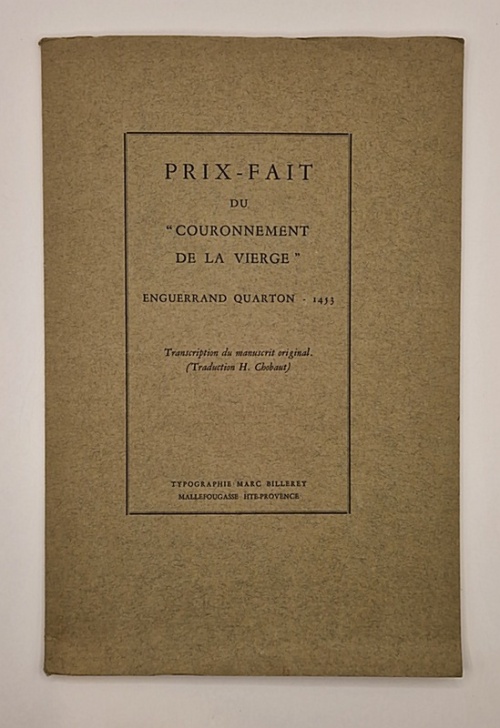 PRIX-FAIT
DU
"COURONNEMENT
DE LA VIERGE"
ENGUERRAND QUARTON · 1453
Transcription du manuscrit original.
(Traduction H. Chobaut)
TYPOGRAPHIE MARC BILLERET
MALLEFOUGASSE HTE-PROVENCE